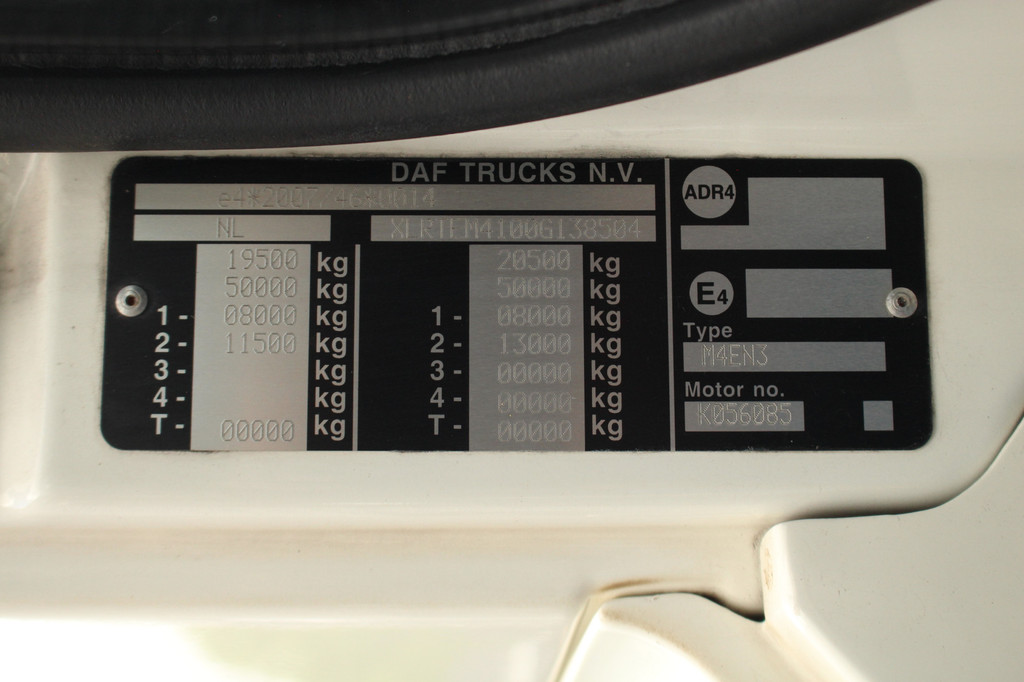 DAF TRUCKS N.V.
e4*2007/46*0014
NL XLRTEM4100G138504
19500 kg 20500 kg
50000 kg 50000 kg
1- 08000 kg 1- 08000 kg
2- 11500 kg 2- 13000 kg
3- kg 3- 00000 kg
4- kg 4- 00000 kg
T- 00000 kg T- 00000 kg
ADR4
E4
Type
M4EN3
Motor no.
K056085